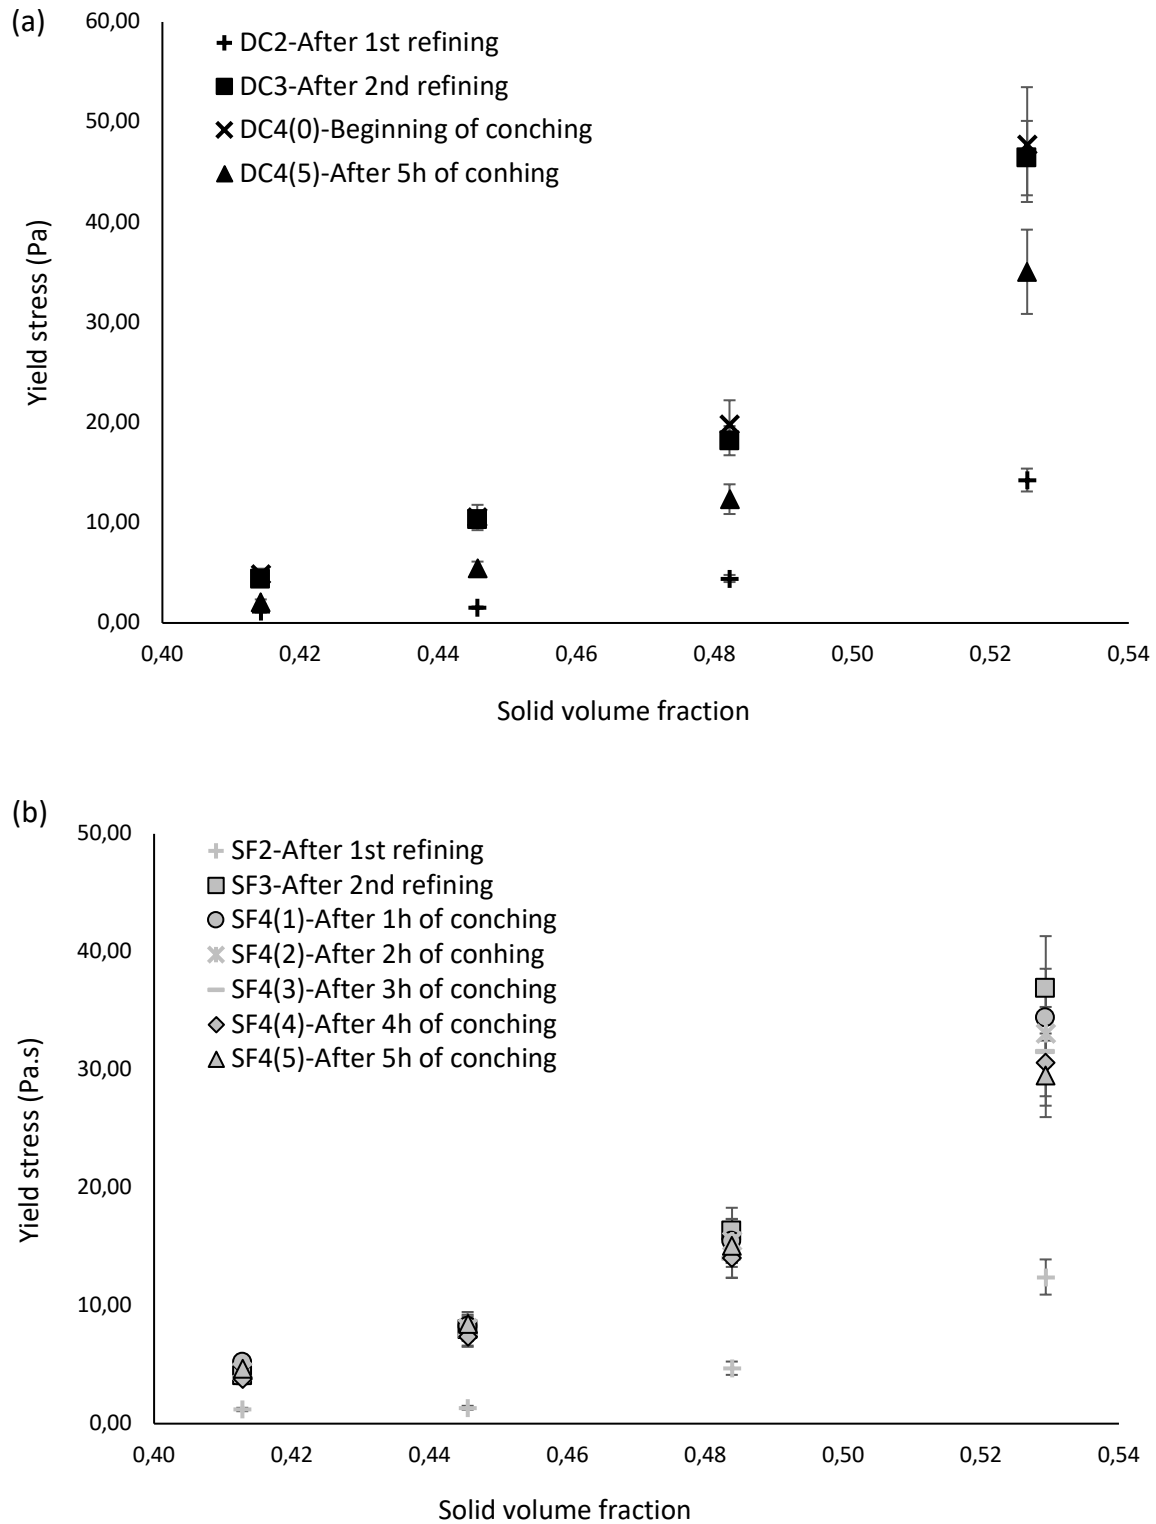 (a)
60,00
50,00
40,00
30,00
20,00
10,00
0,00
Yield stress (Pa)
DC2-After 1st refining
DC3-After 2nd refining
DC4(0)-Beginning of conching
DC4(5)-After 5h of conhing
0,40 0,42 0,44 0,46 0,48 0,50 0,52 0,54
Solid volume fraction
(b)
50,00
40,00
30,00
20,00
10,00
0,00
Yield stress (Pa.s)
SF2-After 1st refining
SF3-After 2nd refining
SF4(1)-After 1h of conching
SF4(2)-After 2h of conhing
SF4(3)-After 3h of conching
SF4(4)-After 4h of conching
SF4(5)-After 5h of conching
0,40 0,42 0,44 0,46 0,48 0,50 0,52 0,54
Solid volume fraction